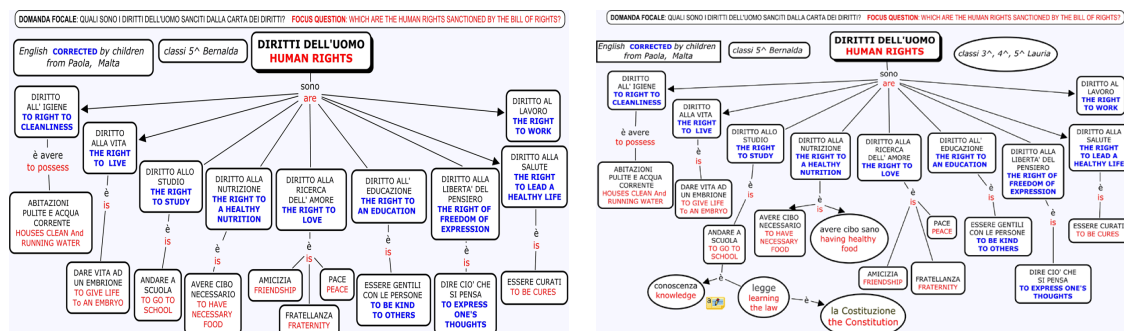 DOMANDA FOCALE: QUALI SONO I DIRITTI DELL'UOMO SANCITI DALLA CARTA DEI DIRITTI? FOCUS QUESTION: WHICH ARE THE HUMAN RIGHTS SANCTIONED BY THE BILL OF RIGHTS?
English CORRECTED by children
from Paola, Malta
classi 5^ Bernalda
DIRITTI DELL'UOMO
HUMAN RIGHTS
sono
are
DIRITTO
ALL' IGIENE
TO RIGHT TO
CLEANLINESS
è avere
to possess
ABITAZIONI
PULITE E ACQUA
CORRENTE
HOUSES CLEAN And
RUNNING WATER
DIRITTO
ALLA VITA
THE RIGHT
TO LIVE
è
is
DARE VITA AD
UN EMBRIONE
TO GIVE LIFE
To AN EMBRYO
DIRITTO ALLO
STUDIO
THE RIGHT
TO STUDY
è
is
ANDARE A
SCUOLA
TO GO TO
SCHOOL
DIRITTO ALLA
NUTRIZIONE
THE RIGHT TO
A HEALTHY
NUTRITION
è
is
AVERE CIBO
NECESSARIO
TO HAVE
NECESSARY
FOOD
DIRITTO ALLA
RICERCA
DELL' AMORE
THE RIGHT TO
LOVE
è
is
AMICIZIA
FRIENDSHIP
FRATELLANZA
FRATERNITY
PACE
PEACE
DIRITTO ALL'
EDUCAZIONE
THE RIGHT TO
AN EDUCATION
è
is
ESSERE GENTILI
CON LE PERSONE
TO BE KIND
TO OTHERS
DIRITTO ALLA
LIBERTA' DEL
PENSIERO
THE RIGHT OF
FREEDOM OF
EXPRESSION
è
is
DIRE CIO' CHE
SI PENSA
TO EXPRESS
ONE'S
THOUGHTS
DIRITTO ALLA
SALUTE
THE RIGHT
TO LEAD A
HEALTHY LIFE
è
is
ESSERE CURATI
TO BE CURES
DIRITTO AL
LAVORO
THE RIGHT
TO WORK
DOMANDA FOCALE: QUALI SONO I DIRITTI DELL'UOMO SANCITI DALLA CARTA DEI DIRITTI? FOCUS QUESTION: WHICH ARE THE HUMAN RIGHTS SANCTIONED BY THE BILL OF RIGHTS?
English CORRECTED by children
from Paola, Malta
classi 5^ Bernalda
DIRITTI DELL'UOMO
HUMAN RIGHTS
classi 3^, 4^, 5^ Lauria
sono
are
DIRITTO
ALL' IGIENE
TO RIGHT TO
CLEANLINESS
è avere
to possess
ABITAZIONI
PULITE E ACQUA
CORRENTE
HOUSES CLEAN And
RUNNING WATER
DIRITTO
ALLA VITA
THE RIGHT
TO LIVE
è
is
DARE VITA AD
UN EMBRIONE
TO GIVE LIFE
To AN EMBRYO
DIRITTO ALLO
STUDIO
THE RIGHT
TO STUDY
è
is
ANDARE A
SCUOLA
TO GO TO
SCHOOL
è
conoscenza
knowledge
legge
learning
the law
è
la Costituzione
the Constitution
DIRITTO ALLA
NUTRIZIONE
THE RIGHT TO
A HEALTHY
NUTRITION
è
is
AVERE CIBO
NECESSARIO
TO HAVE
NECESSARY
FOOD
avere cibo sano
having healthy
food
DIRITTO ALLA
RICERCA
DELL' AMORE
THE RIGHT TO
LOVE
è
is
AMICIZIA
FRIENDSHIP
FRATELLANZA
FRATERNITY
PACE
PEACE
DIRITTO ALL'
EDUCAZIONE
THE RIGHT TO
AN EDUCATION
è
is
ESSERE GENTILI
CON LE PERSONE
TO BE KIND
TO OTHERS
DIRITTO ALLA
LIBERTA' DEL
PENSIERO
THE RIGHT OF
FREEDOM OF
EXPRESSION
è
is
DIRE CIO' CHE
SI PENSA
TO EXPRESS ONE'S
THOUGHTS
DIRITTO ALLA
SALUTE
THE RIGHT
TO LEAD A
HEALTHY LIFE
è
is
ESSERE CURATI
TO BE CURES
DIRITTO AL
LAVORO
THE RIGHT
TO WORK